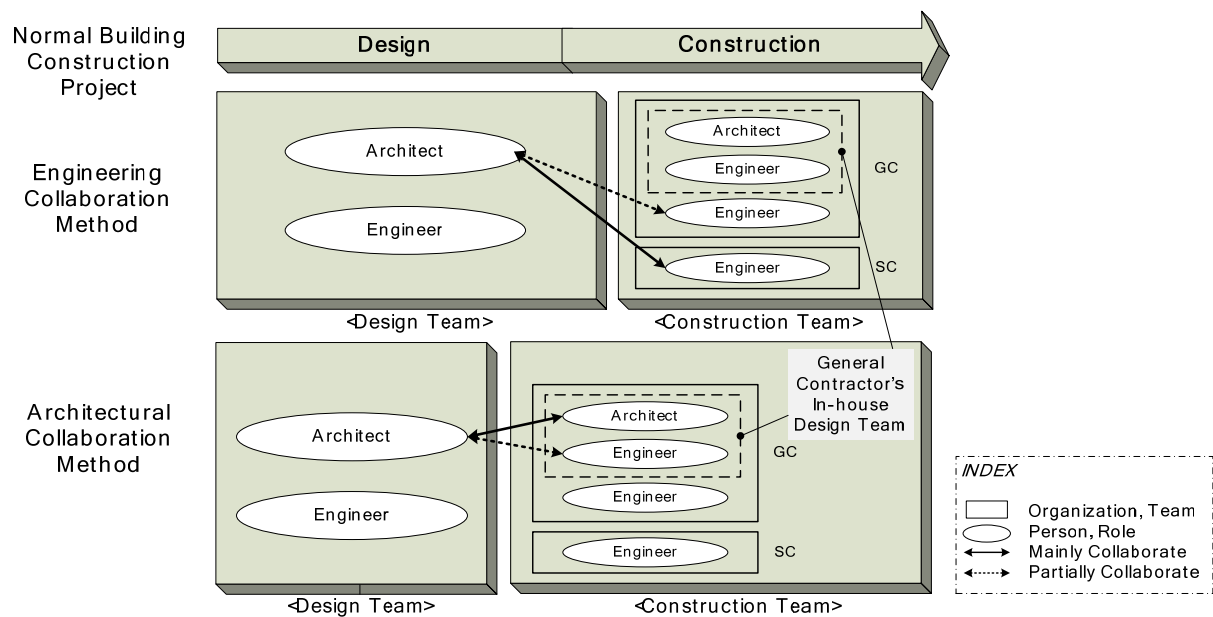 Normal Building
Construction
Project
Design
Construction
Engineering
Collaboration
Method
Architect
Engineer
Architect
Engineer
Engineer
GC
Engineer
SC
<Design Team>
<Construction Team>
General
Contractor's
In-house
Design Team
Architectural
Collaboration
Method
Architect
Engineer
Architect
Engineer
Engineer
GC
Engineer
SC
<Design Team>
<Construction Team>
INDEX
Organization, Team
Person, Role
Mainly Collaborate
Partially Collaborate